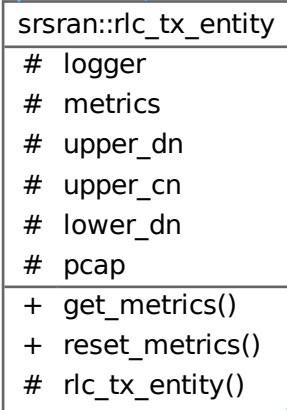 srsran::rlc_tx_entity
# logger
# metrics
# upper_dn
# upper_cn
# lower_dn
# pcap
+ get_metrics()
+ reset_metrics()
# rlc_tx_entity()